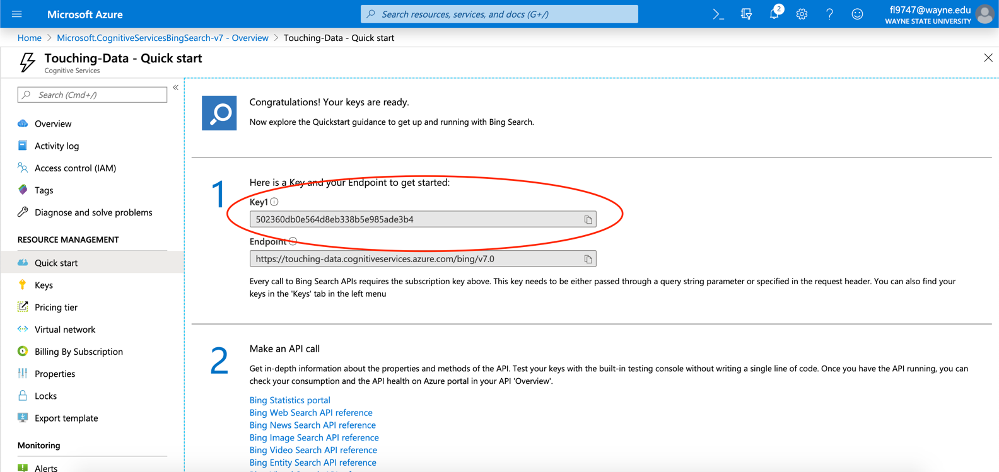 Microsoft Azure
Search resources, services, and docs (G+/)
2
fl9747@wayne.edu
WAYNE STATE UNIVERSITY
Home > Microsoft.CognitiveServicesBingSearch-v7 - Overview > Touching-Data - Quick start
Touching-Data - Quick start
Cognitive Services
Search (Cmd+/)
Overview
Activity log
Access control (IAM)
Tags
Diagnose and solve problems
RESOURCE MANAGEMENT
Quick start
Keys
Pricing tier
Virtual network
Billing By Subscription
Properties
Locks
Export template
Monitoring
Alerts
Congratulations! Your keys are ready.
Now explore the Quickstart guidance to get up and running with Bing Search.
1
Here is a Key and your Endpoint to get started:
Key1
502360db0e564d8eb338b5e985ade3b4
Endpoint
https://touching-data.cognitiveservices.azure.com/bing/v7.0
Every call to Bing Search APIs requires the subscription key above. This key needs to be either passed through a query string parameter or specified in the request header. You can also find your
keys in the 'Keys' tab in the left menu
2
Make an API call
Get in-depth information about the properties and methods of the API. Test your keys with the built-in testing console without writing a single line of code. Once you have the API running, you can
check your consumption and the API health on Azure portal in your API 'Overview'.
Bing Statistics portal
Bing Web Search API reference
Bing News Search API reference
Bing Image Search API reference
Bing Video Search API reference
Bing Entity Search API reference